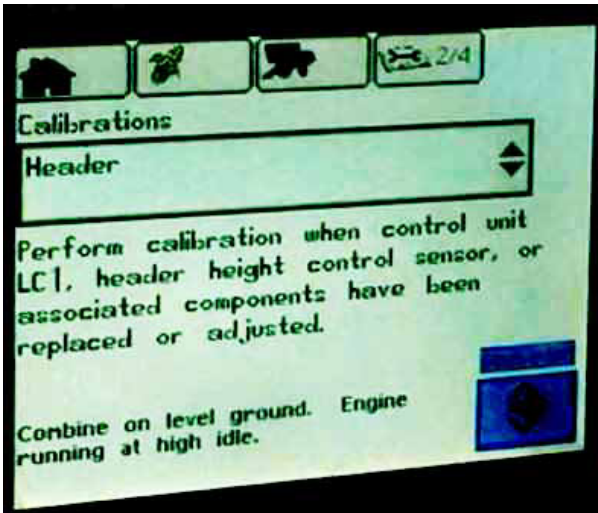 2/4
Calibrations
Header
Perform calibration when control unit
LC1, header height control sensor, or
associated components have been
replaced or adjusted.
Combine on level ground. Engine
running at high idle.